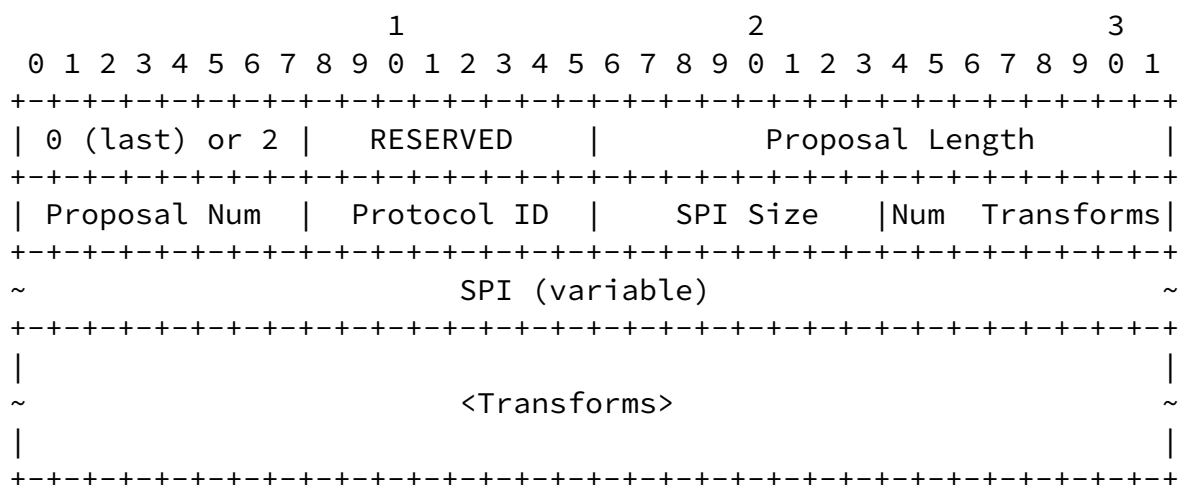 1                   2                   3
 0 1 2 3 4 5 6 7 8 9 0 1 2 3 4 5 6 7 8 9 0 1 2 3 4 5 6 7 8 9 0 1
+-+-+-+-+-+-+-+-+-+-+-+-+-+-+-+-+-+-+-+-+-+-+-+-+-+-+-+-+-+-+-+-+
| 0 (last) or 2 |   RESERVED    |         Proposal Length       |
+-+-+-+-+-+-+-+-+-+-+-+-+-+-+-+-+-+-+-+-+-+-+-+-+-+-+-+-+-+-+-+-+
| Proposal Num  |  Protocol ID  |    SPI Size   |Num  Transforms|
+-+-+-+-+-+-+-+-+-+-+-+-+-+-+-+-+-+-+-+-+-+-+-+-+-+-+-+-+-+-+-+-+
~                        SPI (variable)                         ~
+-+-+-+-+-+-+-+-+-+-+-+-+-+-+-+-+-+-+-+-+-+-+-+-+-+-+-+-+-+-+-+-+
|                                                               |
~                        <Transforms>                           ~
|                                                               |
+-+-+-+-+-+-+-+-+-+-+-+-+-+-+-+-+-+-+-+-+-+-+-+-+-+-+-+-+-+-+-+-+